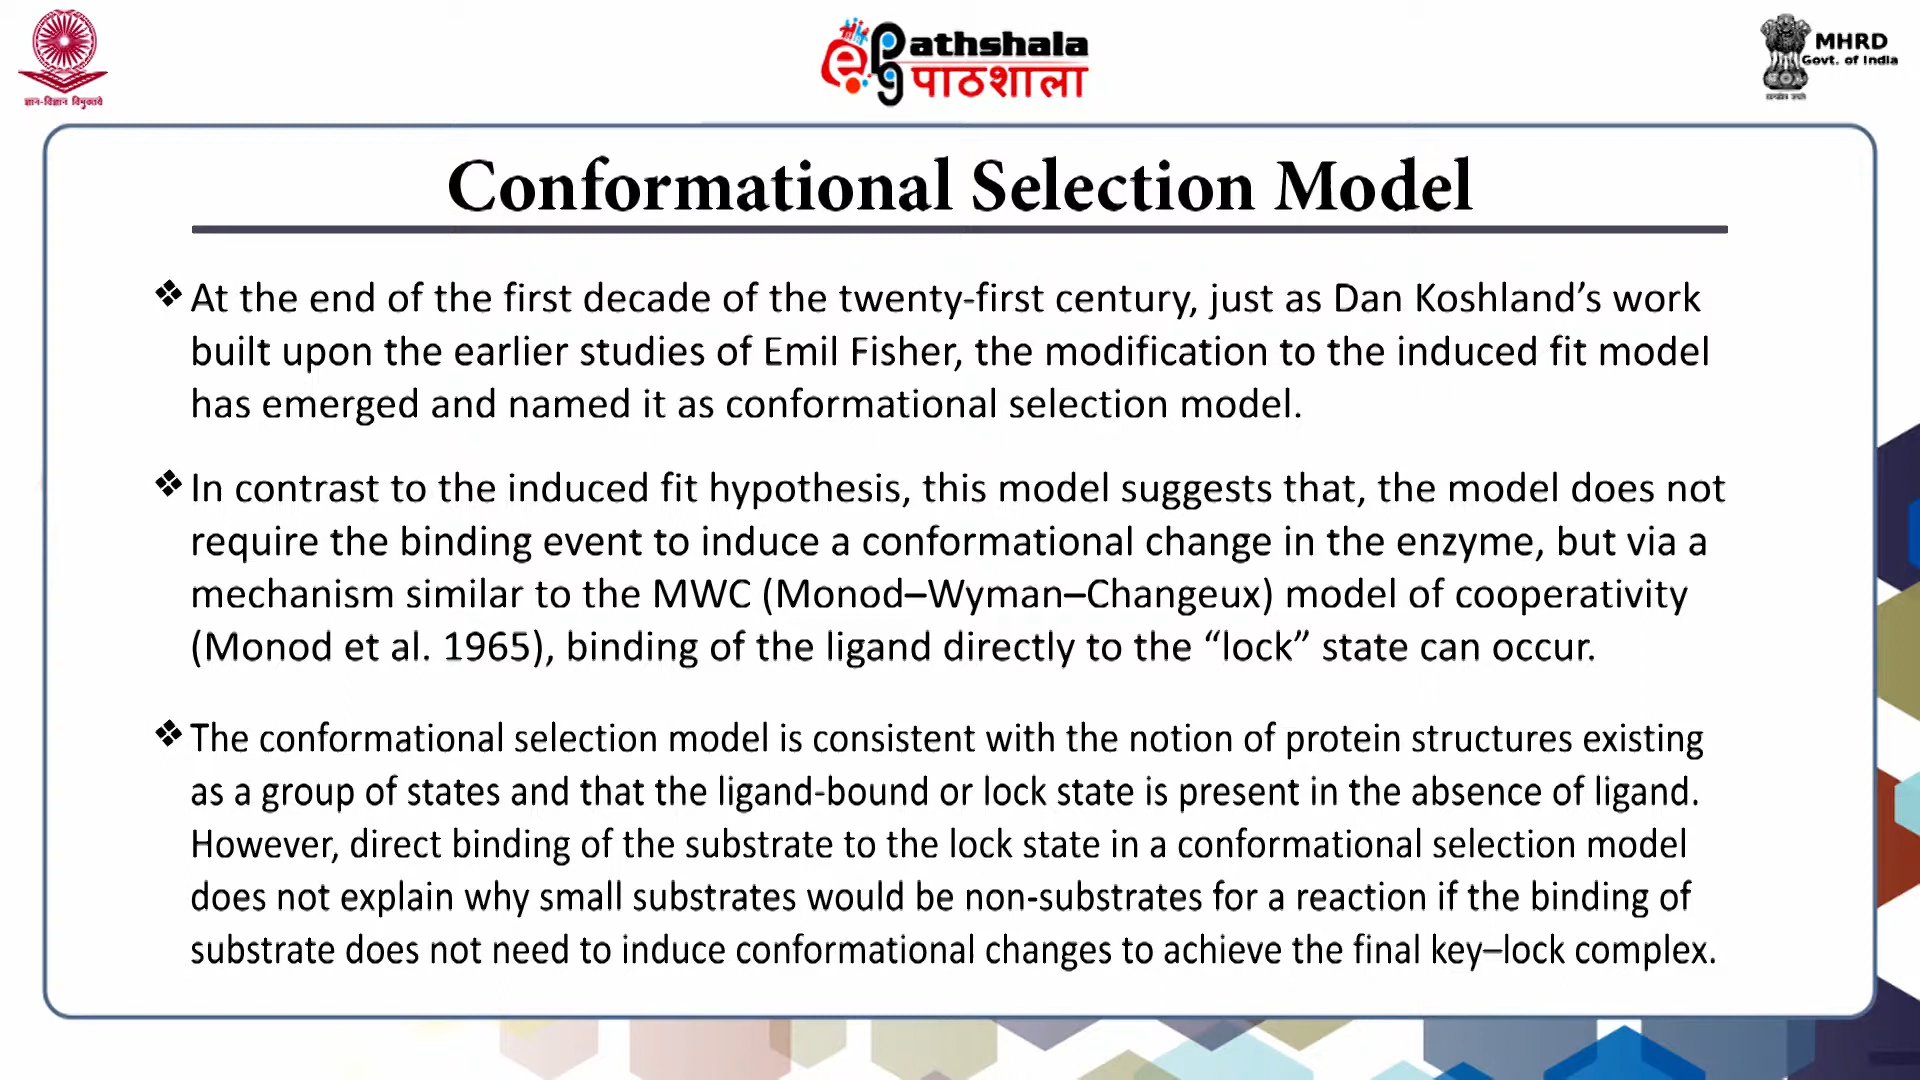 ज्ञान-विज्ञान विमुक्तये
ePg Pathshala
पाठशाला
MHRD
Govt. of India
सत्यमेव जयते
Conformational Selection Model
❖At the end of the first decade of the twenty-first century, just as Dan Koshland’s work
built upon the earlier studies of Emil Fisher, the modification to the induced fit model
has emerged and named it as conformational selection model.
❖In contrast to the induced fit hypothesis, this model suggests that, the model does not
require the binding event to induce a conformational change in the enzyme, but via a
mechanism similar to the MWC (Monod–Wyman–Changeux) model of cooperativity
(Monod et al. 1965), binding of the ligand directly to the “lock” state can occur.
❖The conformational selection model is consistent with the notion of protein structures existing
as a group of states and that the ligand-bound or lock state is present in the absence of ligand.
However, direct binding of the substrate to the lock state in a conformational selection model
does not explain why small substrates would be non-substrates for a reaction if the binding of
substrate does not need to induce conformational changes to achieve the final key–lock complex.